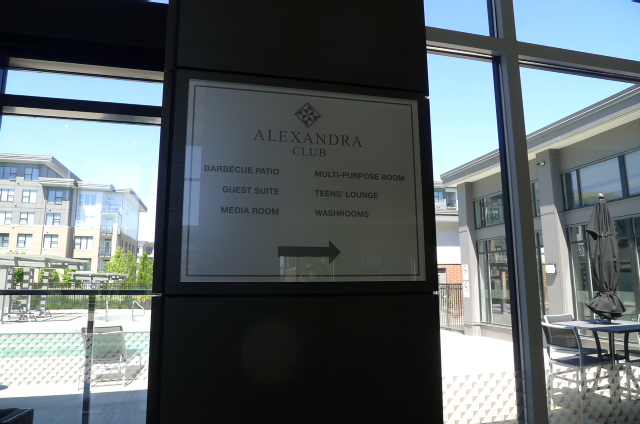 ALEXANDRA
CLUB
BARBECUE PATIO
GUEST SUITE
MEDIA ROOM
MULTI-PURPOSE ROOM
TEENS' LOUNGE
WASHROOMS